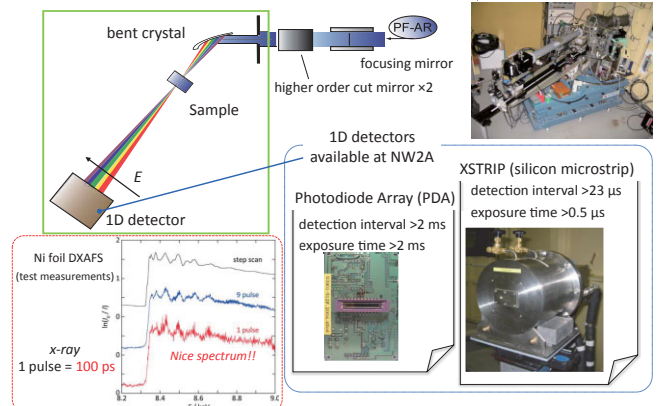 bent crystal
PF-AR
focusing mirror
higher order cut mirror ×2
Sample
E
1D detector
1D detectors
available at NW2A
Photodiode Array (PDA)
detection interval >2 ms
exposure time >2 ms
XSTRIP (silicon microstrip)
detection interval >23 µs
exposure time >0.5 µs
Ni foil DXAFS
(test measurements)
x-ray
1 pulse = 100 ps
step scan
9 pulse
1 pulse
Nice spectrum!!
8.2
8.4
8.6
8.8
9.0